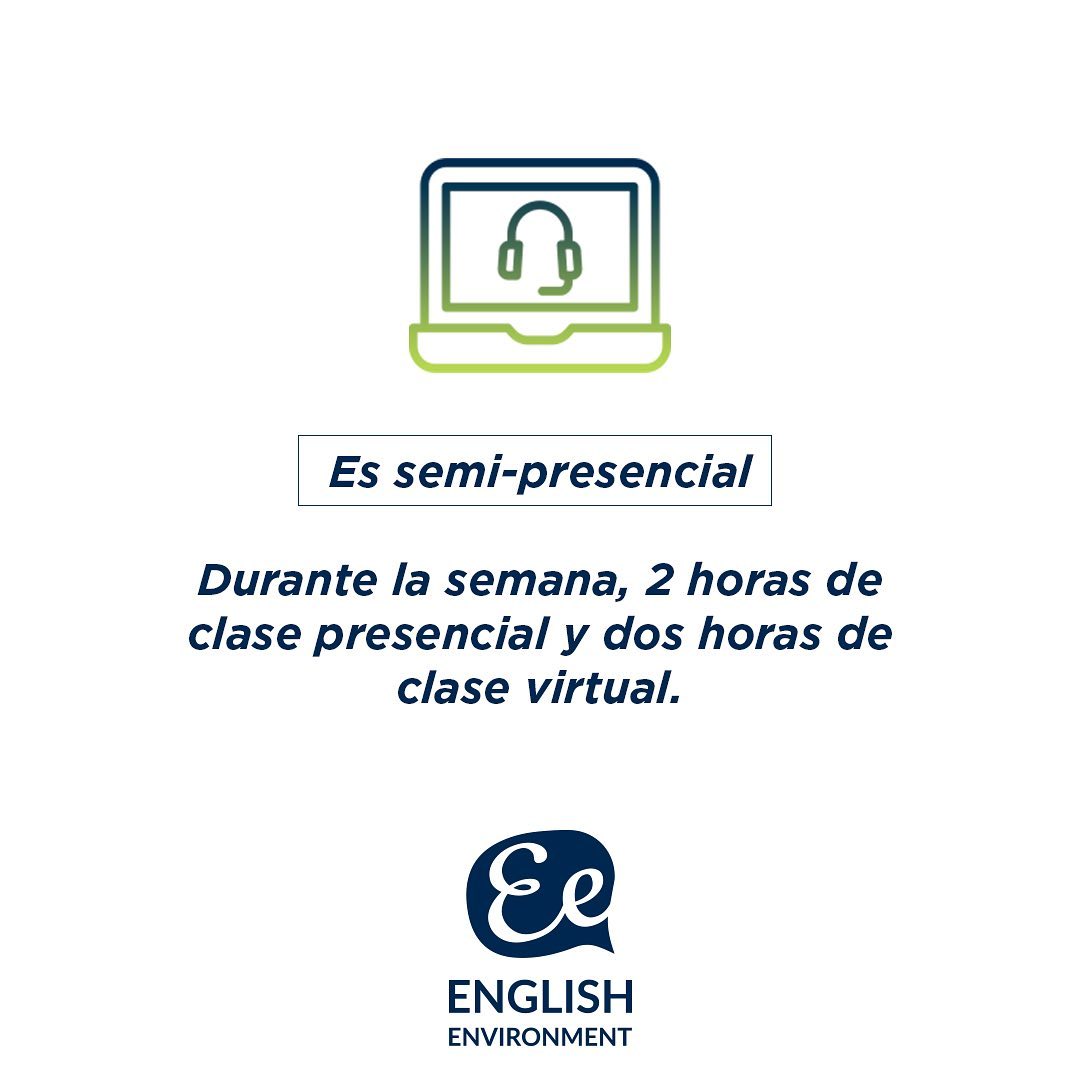 Es semi-presencial
Durante la semana, 2 horas de
clase presencial y dos horas de
clase virtual.
Ee
ENGLISH
ENVIRONMENT